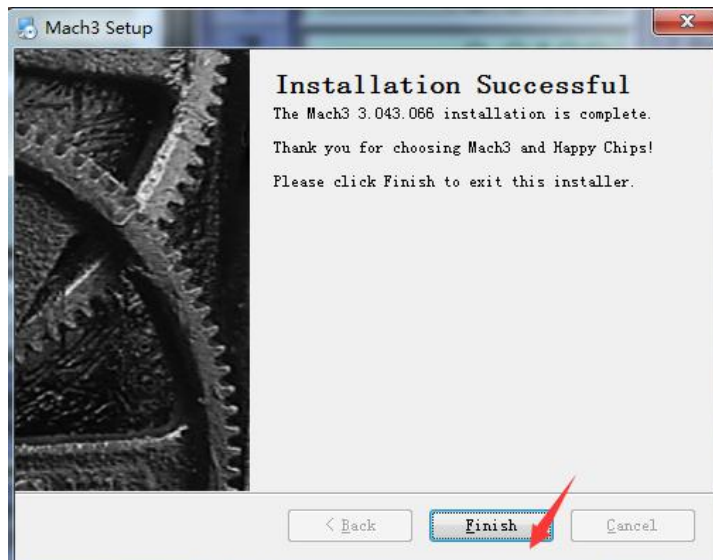 Mach3 Setup
Installation Successful
The Mach3 3.043.066 installation is complete.
Thank you for choosing Mach3 and Happy Chips!
Please click Finish to exit this installer.
< Back
Finish
Cancel